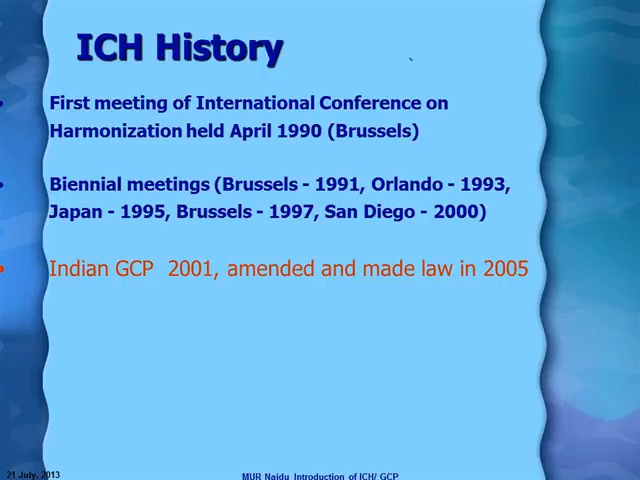 ICH History
• First meeting of International Conference on
Harmonization held April 1990 (Brussels)
• Biennial meetings (Brussels - 1991, Orlando - 1993,
Japan - 1995, Brussels - 1997, San Diego - 2000)
• Indian GCP 2001, amended and made law in 2005
21 July, 2013
MUR Naidu Introduction of ICH/ GCP